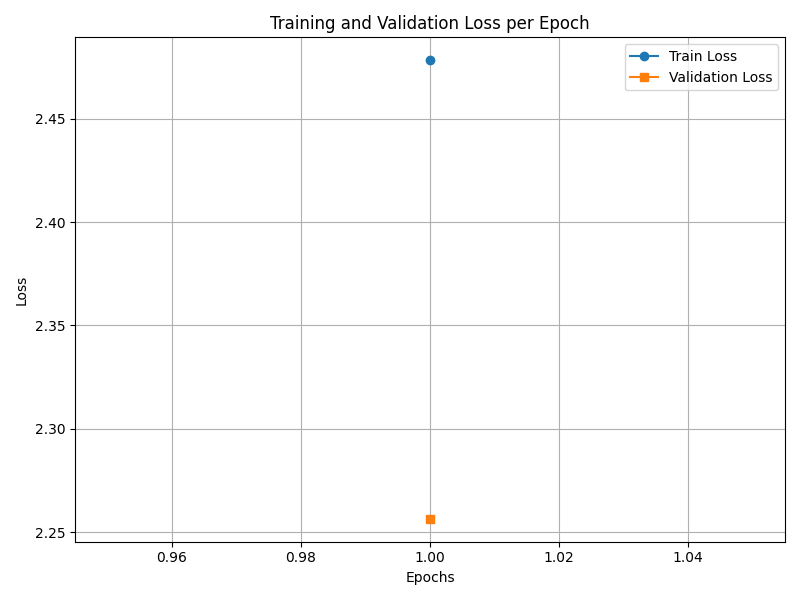 Training and Validation Loss per Epoch
Train Loss
Validation Loss
2.45
2.40
2.35
2.30
2.25
Loss
0.96
0.98
1.00
1.02
1.04
Epochs